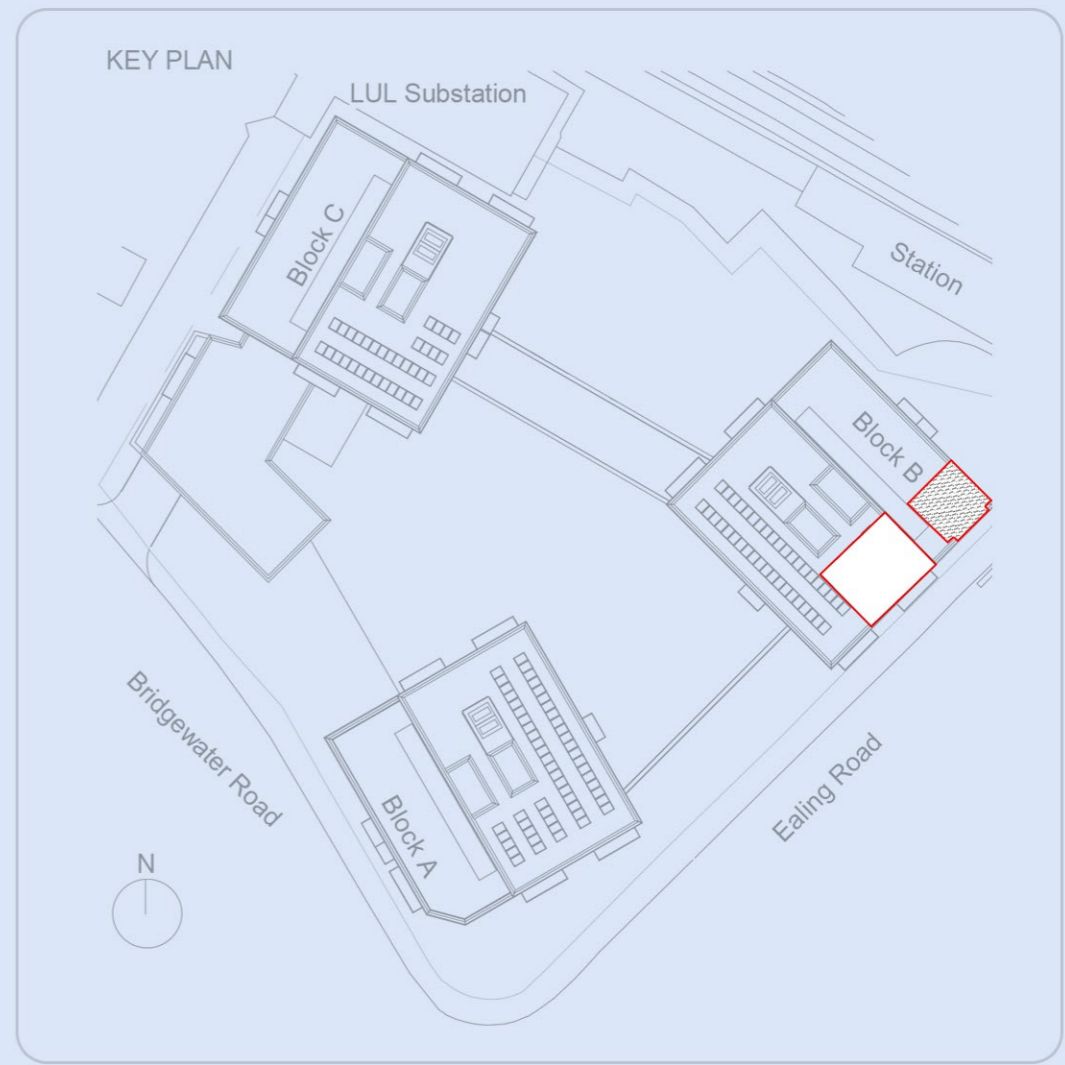 KEY PLAN
LUL Substation
Block C
Station
Block B
Bridgewater Road
Block A
Ealing Road
N